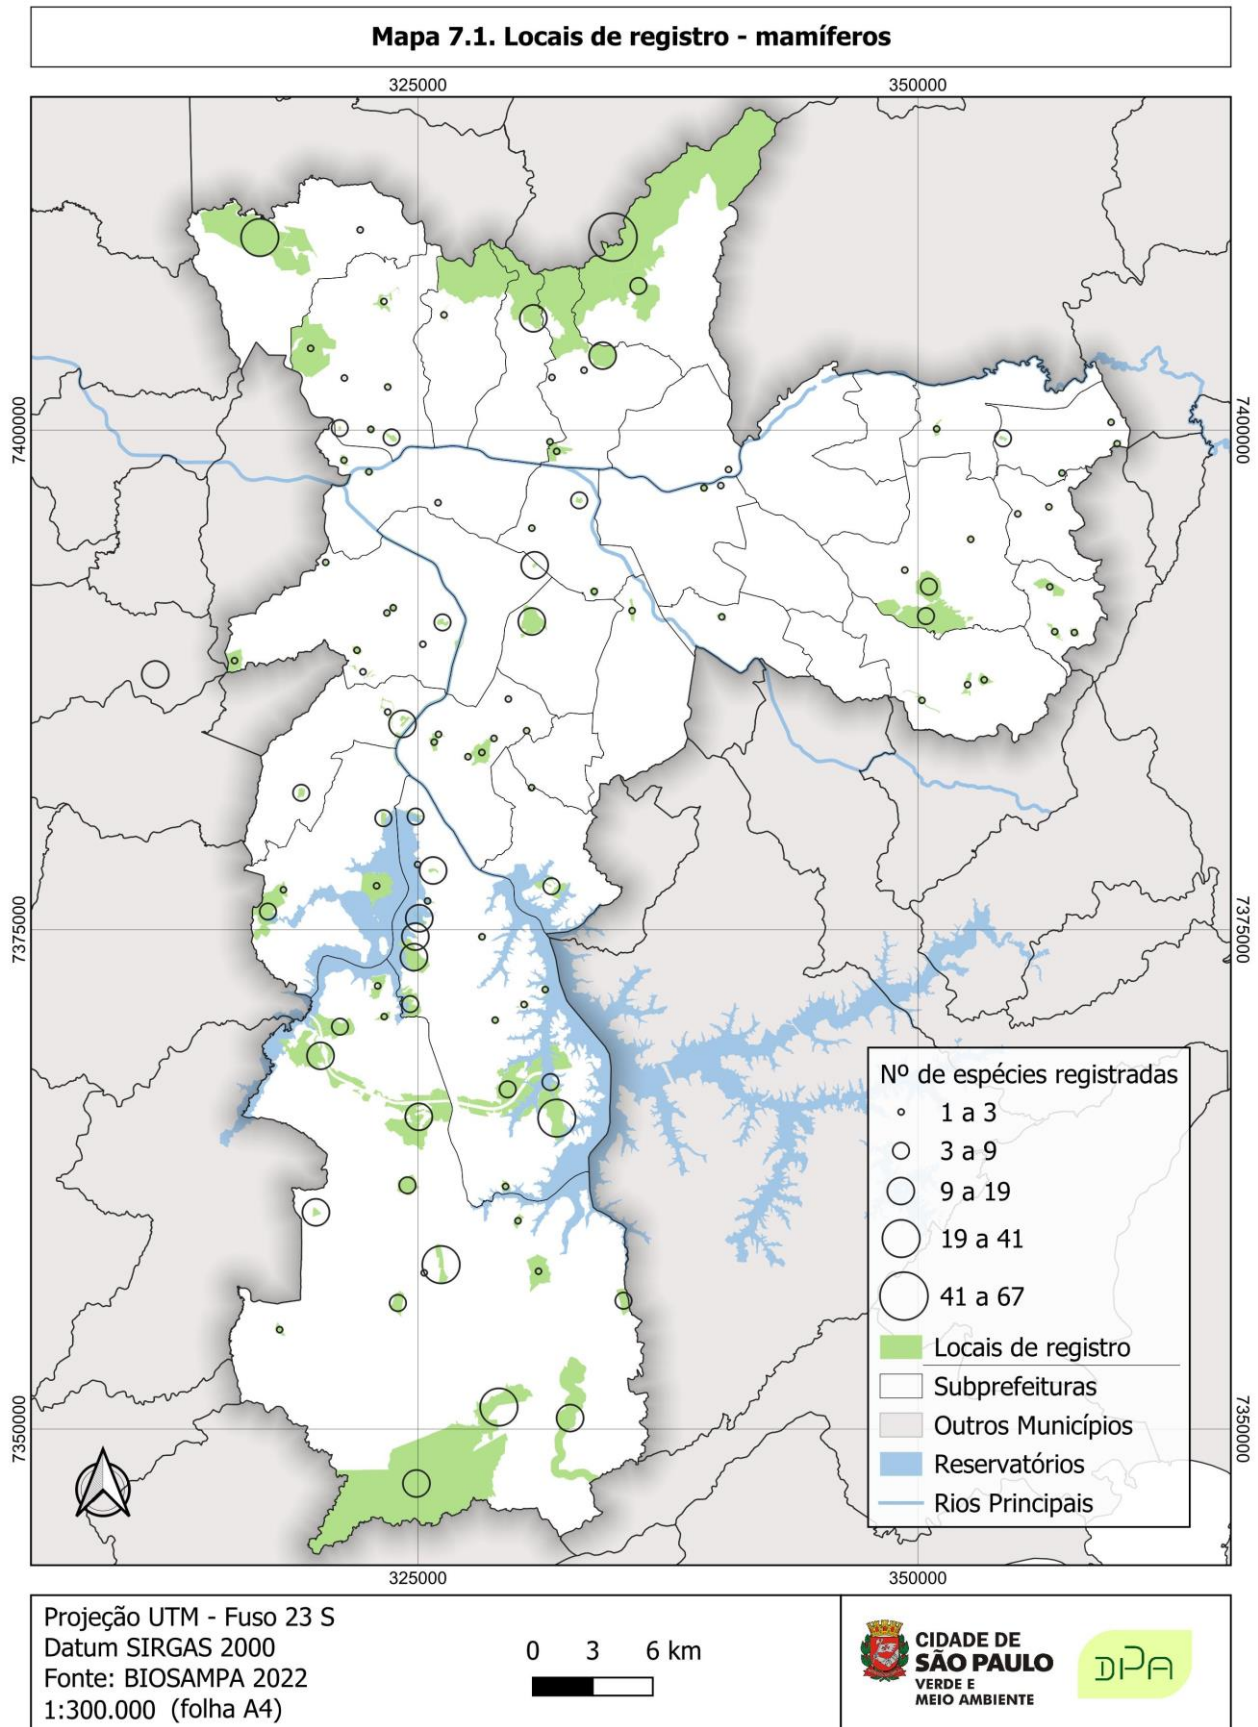 Mapa 7.1. Locais de registro - mamíferos
325000
350000
7400000
7400000
7375000
7375000
7350000
7350000
Nº de espécies registradas
1 a 3
3 a 9
9 a 19
19 a 41
41 a 67
Locais de registro
Subprefeituras
Outros Municípios
Reservatórios
Rios Principais
325000
350000
Projeção UTM - Fuso 23 S
Datum SIRGAS 2000
Fonte: BIOSAMPA 2022
1:300.000 (folha A4)
0 3 6 km
CIDADE DE
SÃO PAULO
VERDE E
MEIO AMBIENTE
DPA